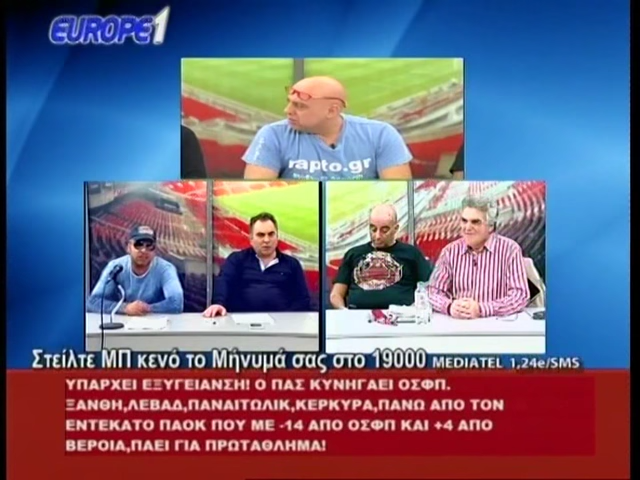 EUROPE1
rapto.gr
Στείλτε ΜΠ κενό το Μήνυμά σας στο 19000 MEDIATEL 1,24e/SMS
ΥΠΑΡΧΕΙ ΕΞΥΓΕΙΑΝΣΗ! Ο ΠΑΣ ΚΥΝΗΓΑΕΙ ΟΣΦΠ.
ΞΑΝΘΗ,ΛΕΒΑΔ,ΠΑΝΑΙΤΩΛΙΚ,ΚΕΡΚΥΡΑ,ΠΑΝΩ ΑΠΟ ΤΟΝ
ΕΝΤΕΚΑΤΟ ΠΑΟΚ ΠΟΥ ΜΕ -14 ΑΠΟ ΟΣΦΠ ΚΑΙ +4 ΑΠΟ
ΒΕΡΟΙΑ,ΠΑΕΙ ΓΙΑ ΠΡΩΤΑΘΛΗΜΑ!